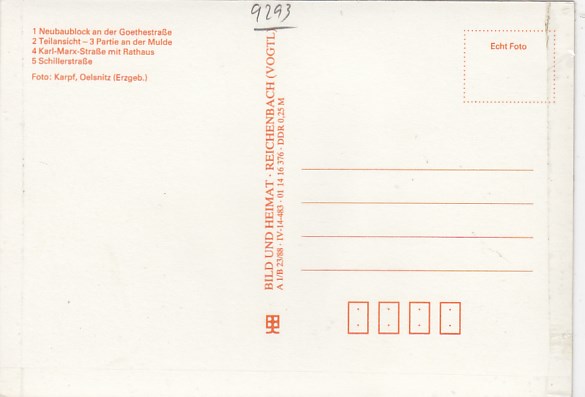 9293
1 Neubaublock an der Goethestraße
2 Teilansicht – 3 Partie an der Mulde
4 Karl-Marx-Straße mit Rathaus
5 Schillerstraße
Foto: Karpf, Oelsnitz (Erzgeb.)
BILD UND HEIMAT · REICHENBACH (VOGTL)
A 1/B 23/88 · IV-14-483 · 01 14 16 376 · DDR 0,25 M
Echt Foto